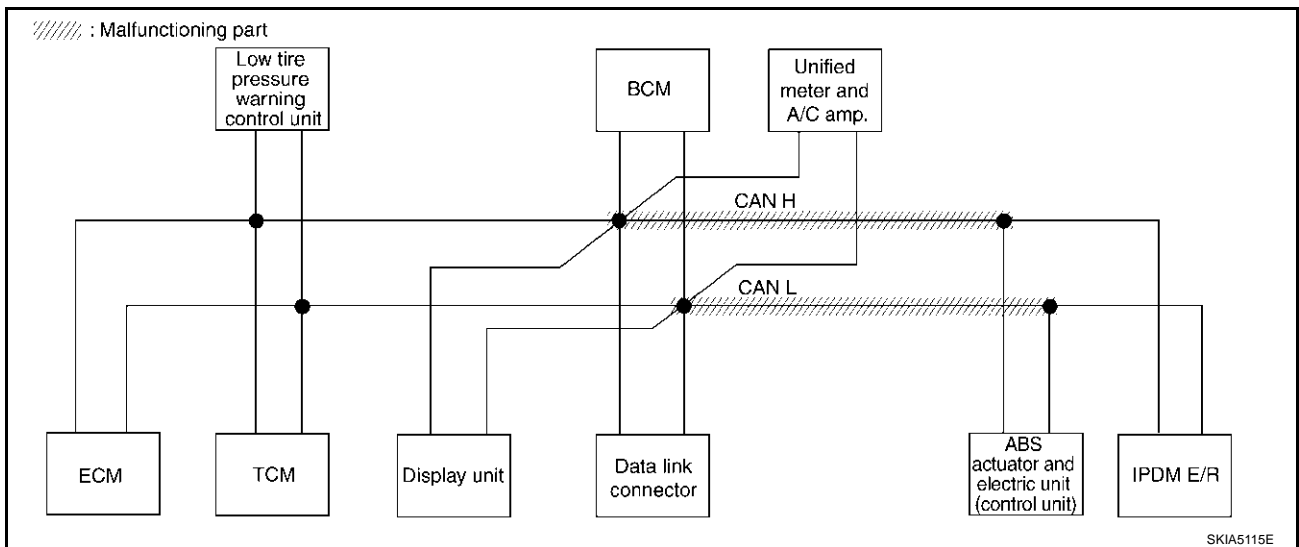 : Malfunctioning part
Low tire
pressure
warning
control unit
BCM
Unified
meter and
A/C amp.
CAN H
CAN L
ECM
TCM
Display unit
Data link
connector
ABS
actuator and
electric unit
(control unit)
IPDM E/R
SKIA5115E